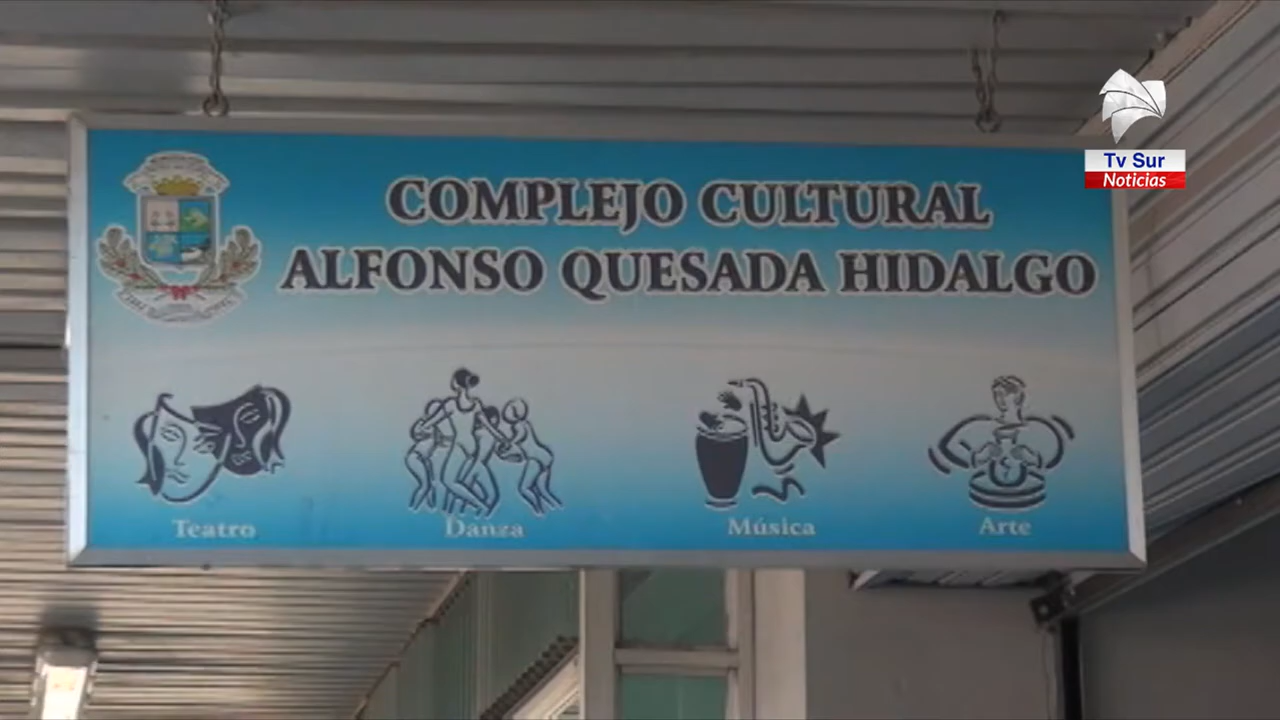 Tv Sur
Noticias
COMPLEJO CULTURAL
ALFONSO QUESADA HIDALGO
Teatro
Danza
Música
Arte